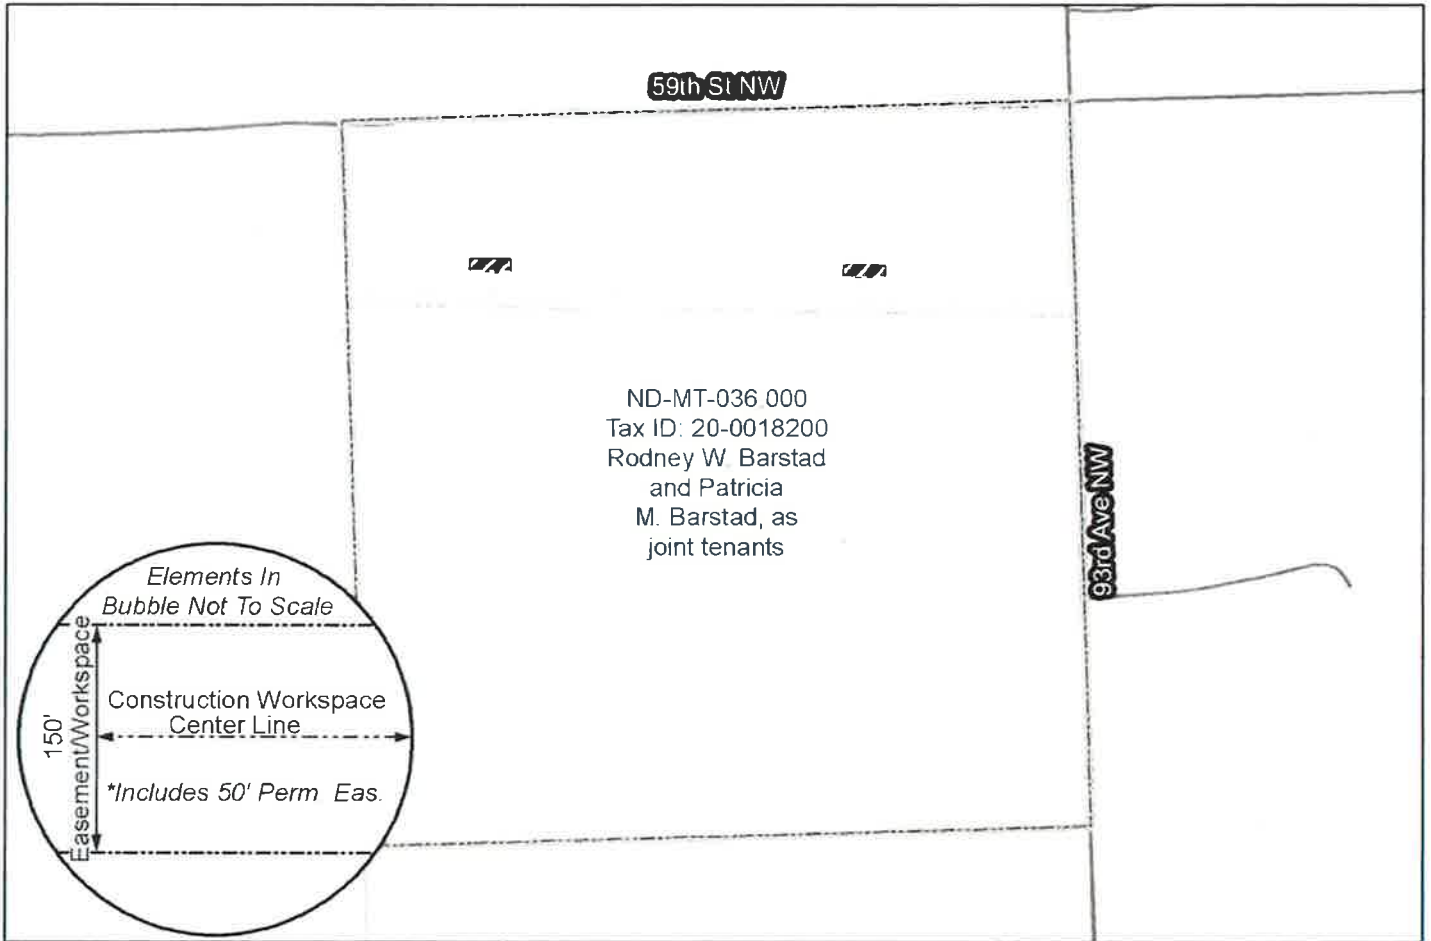 59th St NW
ND-MT-036.000
Tax ID: 20-0018200
Rodney W. Barstad
and Patricia
M. Barstad, as
joint tenants
93rd Ave NW
Elements In
Bubble Not To Scale
150'
Easement/Workspace
Construction Workspace
Center Line
*Includes 50' Perm. Eas.